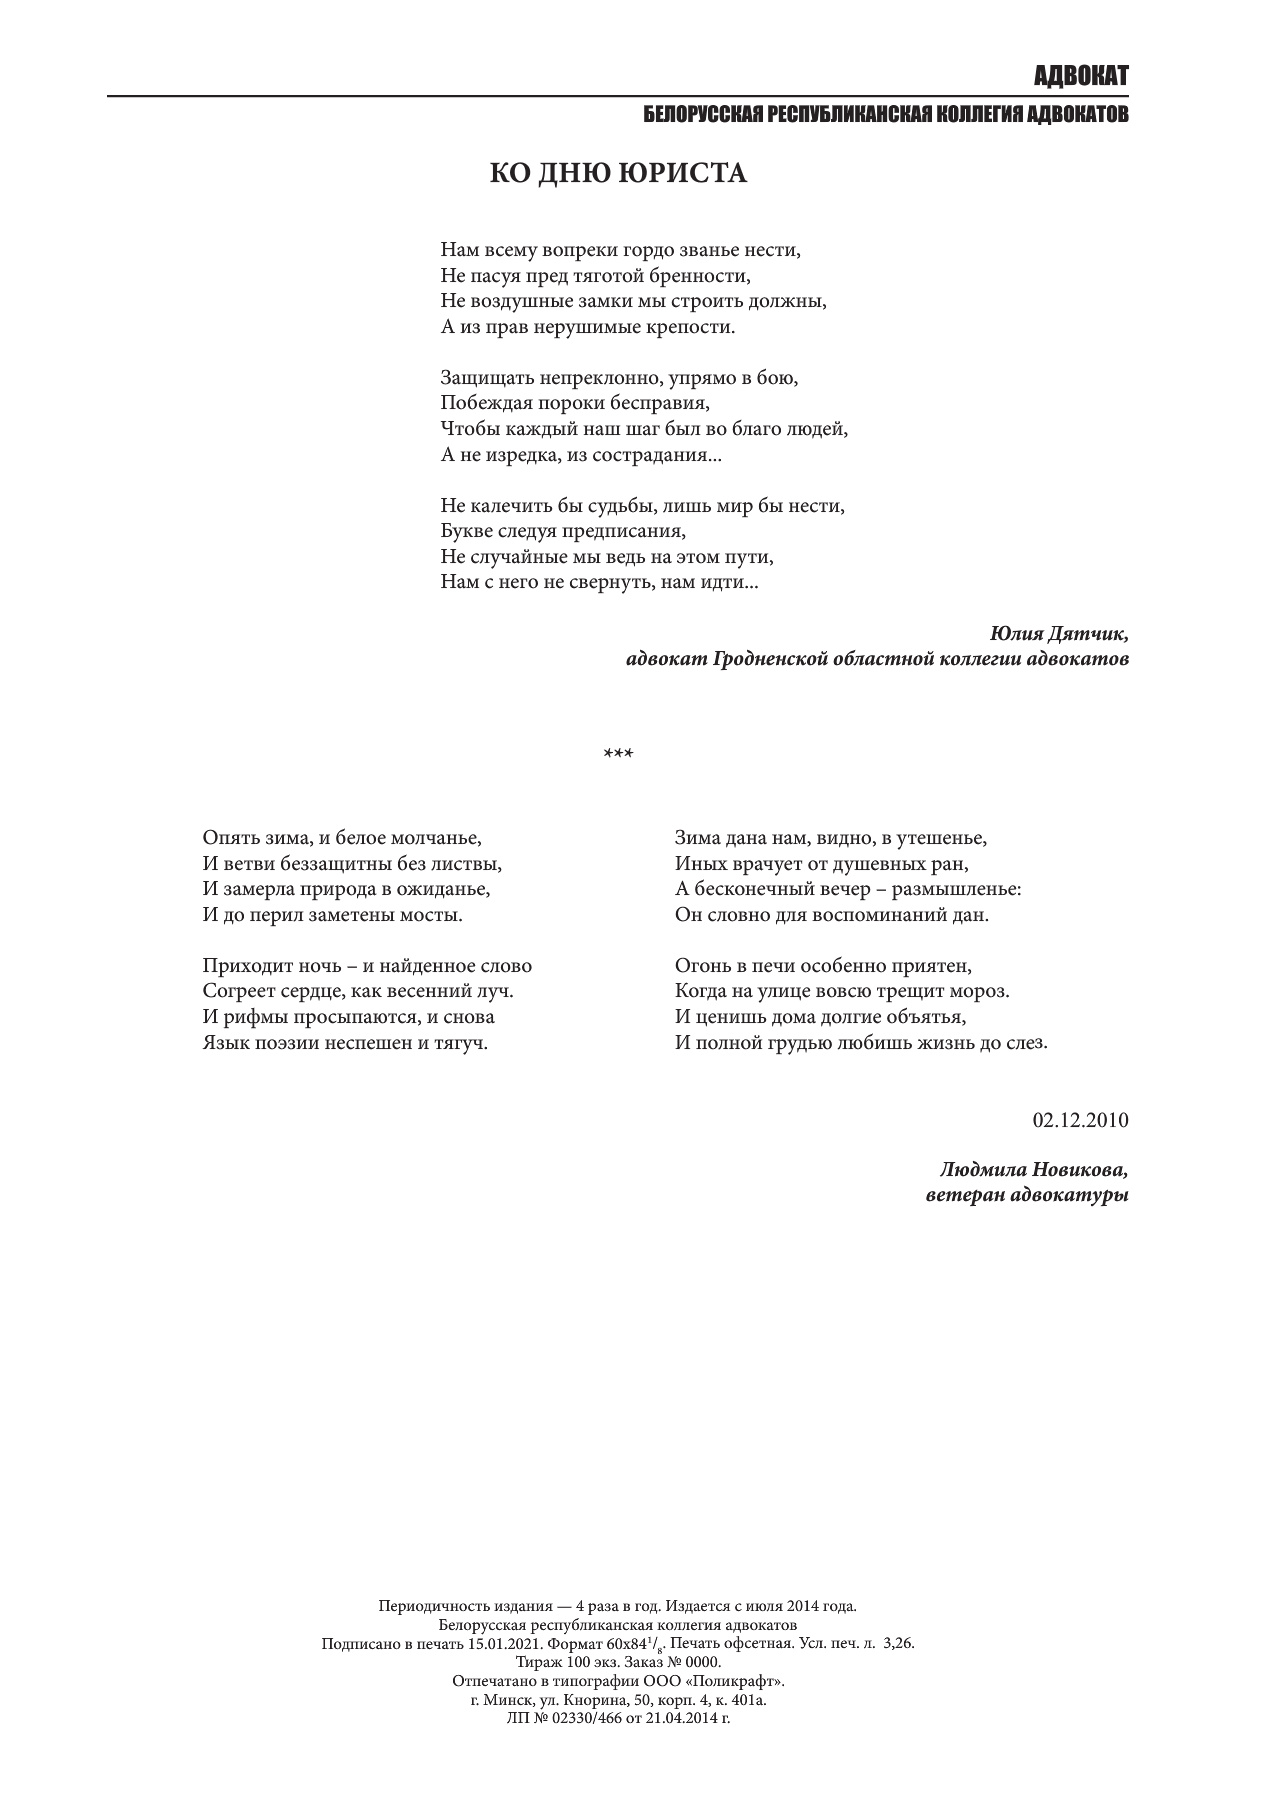 АДВОКАТ
БЕЛОРУССКАЯ РЕСПУБЛИКАНСКАЯ КОЛЛЕГИЯ АДВОКАТОВ
КО ДНЮ ЮРИСТА
Нам всему вопреки гордо званье нести,
Не пасуя пред тяготой бренности,
Не воздушные замки мы строить должны,
А из прав нерушимые крепости.
Защищать непреклонно, упрямо в бою,
Побеждая пороки бесправия,
Чтобы каждый наш шаг был во благо людей,
А не изредка, из сострадания...
Не калечить бы судьбы, лишь мир бы нести,
Букве следуя предписания,
Не случайные мы ведь на этом пути,
Нам с него не свернуть, нам идти...
Юлия Дятчик,
адвокат Гродненской областной коллегии адвокатов
***
Опять зима, и белое молчанье,
И ветви беззащитны без листвы,
И замерла природа в ожиданье,
И до перил заметены мосты.
Приходит ночь – и найденное слово
Согреет сердце, как весенний луч.
И рифмы просыпаются, и снова
Язык поэзии неспешен и тягуч.
Зима дана нам, видно, в утешенье,
Иных врачует от душевных ран,
А бесконечный вечер – размышленье:
Он словно для воспоминаний дан.
Огонь в печи особенно приятен,
Когда на улице вовсю трещит мороз.
И ценишь дома долгие объятья,
И полной грудью любишь жизнь до слез.
02.12.2010
Людмила Новикова,
ветеран адвокатуры
Периодичность издания — 4 раза в год. Издается с июля 2014 года.
Белорусская республиканская коллегия адвокатов
Подписано в печать 15.01.2021. Формат 60х84¹/₈. Печать офсетная. Усл. печ. л. 3,26.
Тираж 100 экз. Заказ № 0000.
Отпечатано в типографии ООО «Поликрафт».
г. Минск, ул. Кнорина, 50, корп. 4, к. 401а.
ЛП № 02330/466 от 21.04.2014 г.